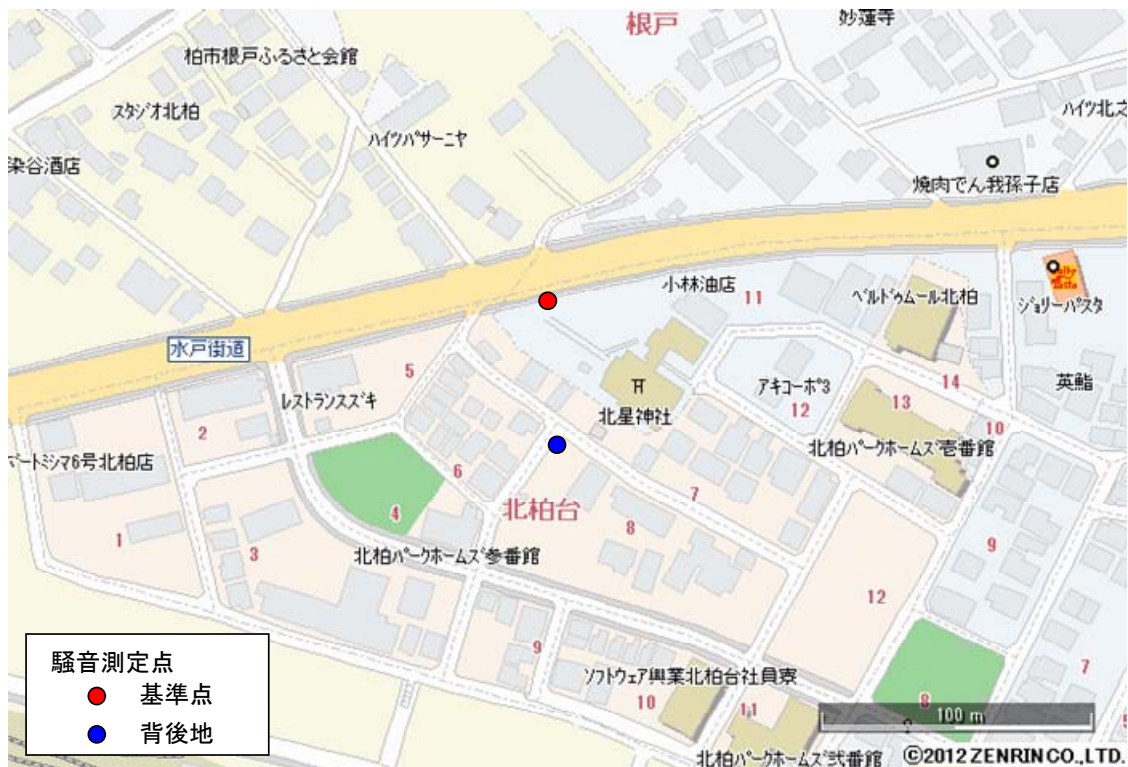 根戸
妙蓮寺
柏市根戸ふるさと会館
スタジオ北柏
ハイツパサーニヤ
ハイツ北之
染谷酒店
焼肉でん我孫子店
小林油店
11
ベルドゥムール北柏
ジョリーパスタ
水戸街道
5
レストランスズキ
14
アキコーポ3
12
13
英鮨
北星神社
2
10
北柏パークホームズ壱番館
ポートミシマ6号北柏店
6
7
北柏台
4
8
1
3
9
北柏パークホームズ参番館
12
9
7
騒音測定点
基準点
背後地
ソフトウェア興業北柏台社員寮
10
11
8
100 m
5
北柏パークホームズ弐番館
©2012 ZENRIN CO., LTD.